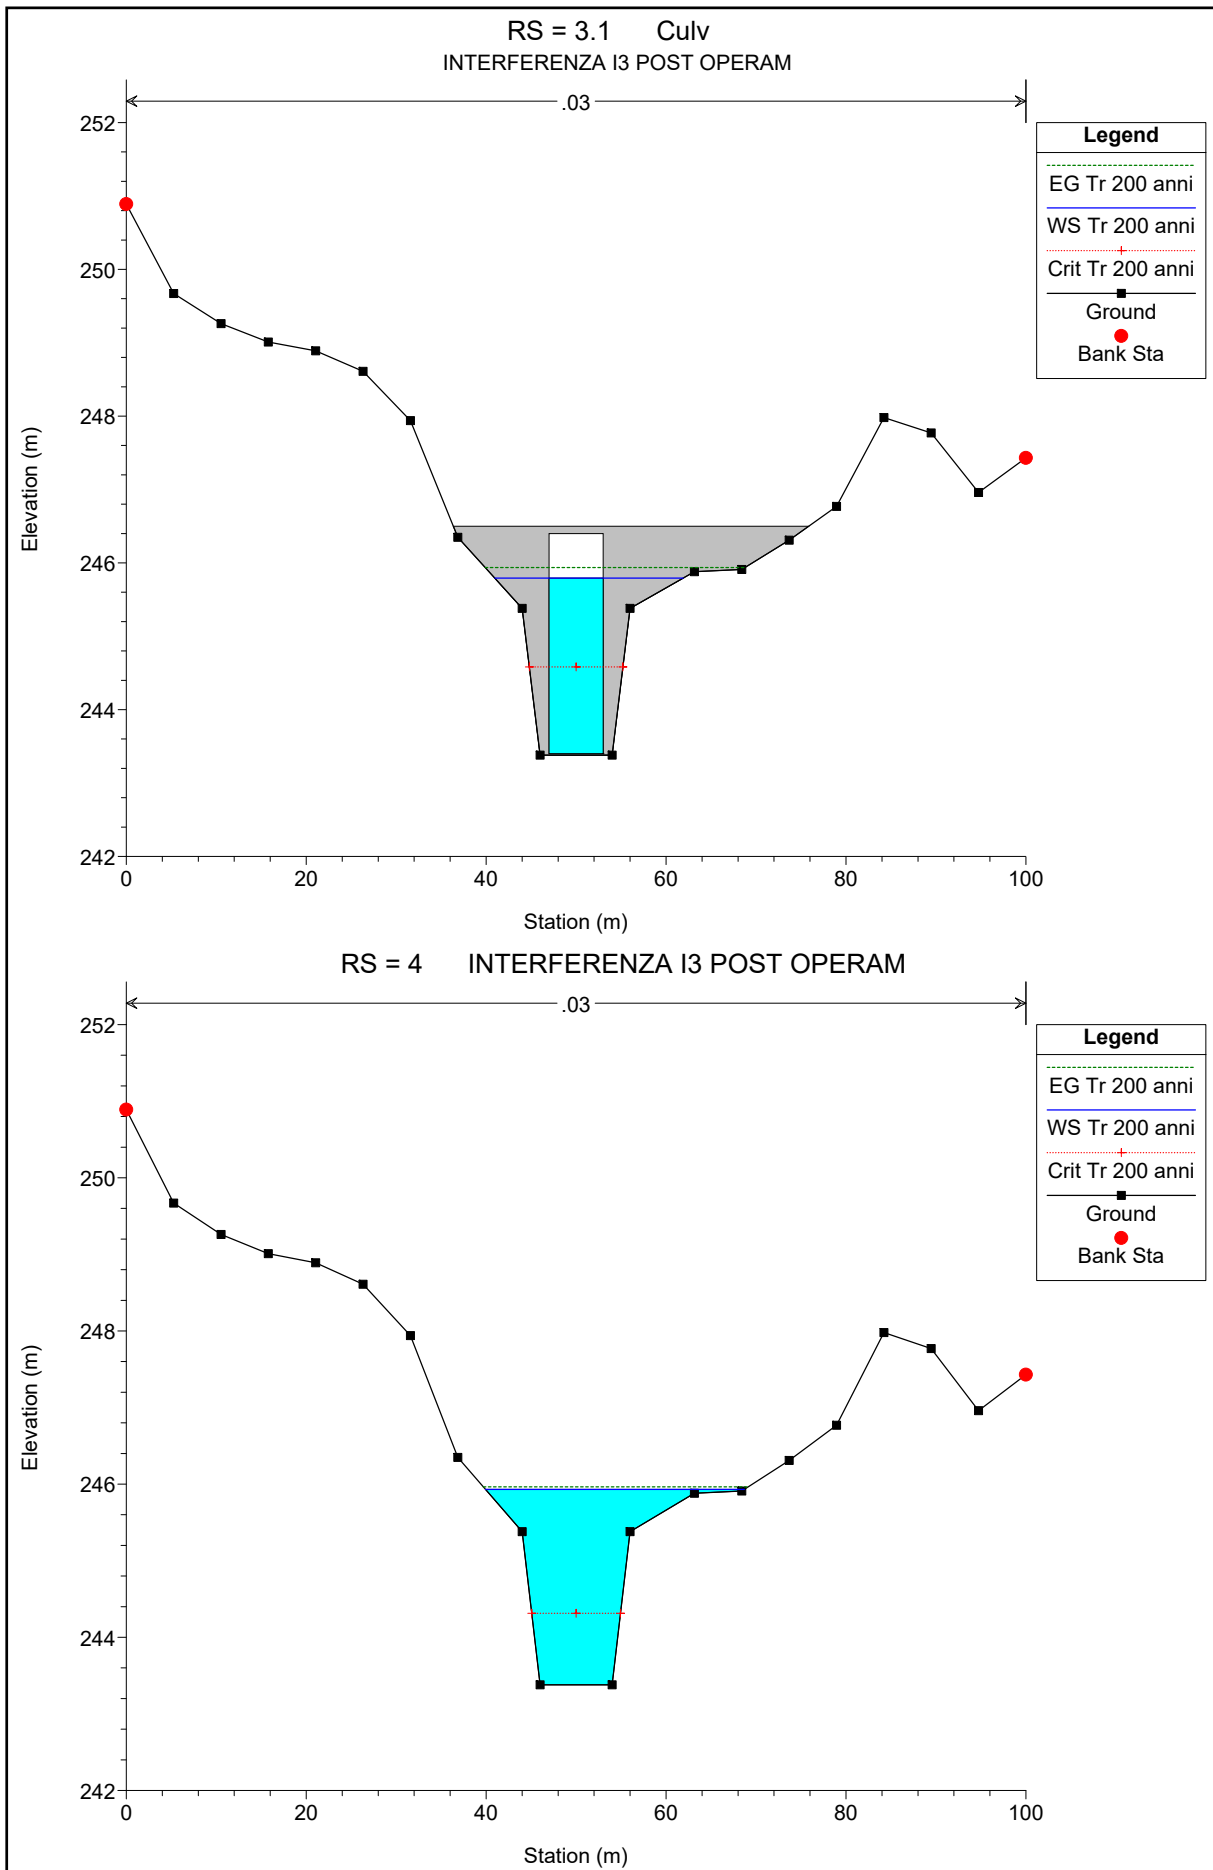 RS = 3.1 Culv
INTERFERENZA I3 POST OPERAM
.03
252
250
248
246
244
242
0 20 40 60 80 100
Elevation (m)
Station (m)
Legend
EG Tr 200 anni
WS Tr 200 anni
Crit Tr 200 anni
Ground
Bank Sta
RS = 4 INTERFERENZA I3 POST OPERAM
.03
252
250
248
246
244
242
0 20 40 60 80 100
Elevation (m)
Station (m)
Legend
EG Tr 200 anni
WS Tr 200 anni
Crit Tr 200 anni
Ground
Bank Sta